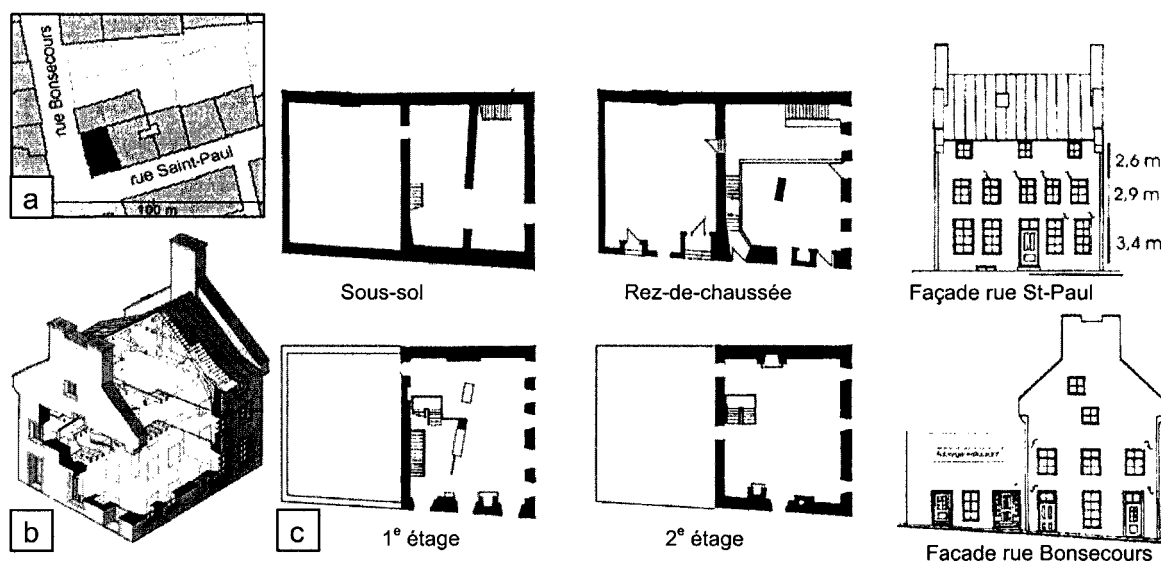 rue Bonsecours
rue Saint-Paul
a
100 m
b
c
Sous-sol
Rez-de-chaussée
1e étage
2e étage
2,6 m
2,9 m
3,4 m
Façade rue St-Paul
Façade rue Bonsecours